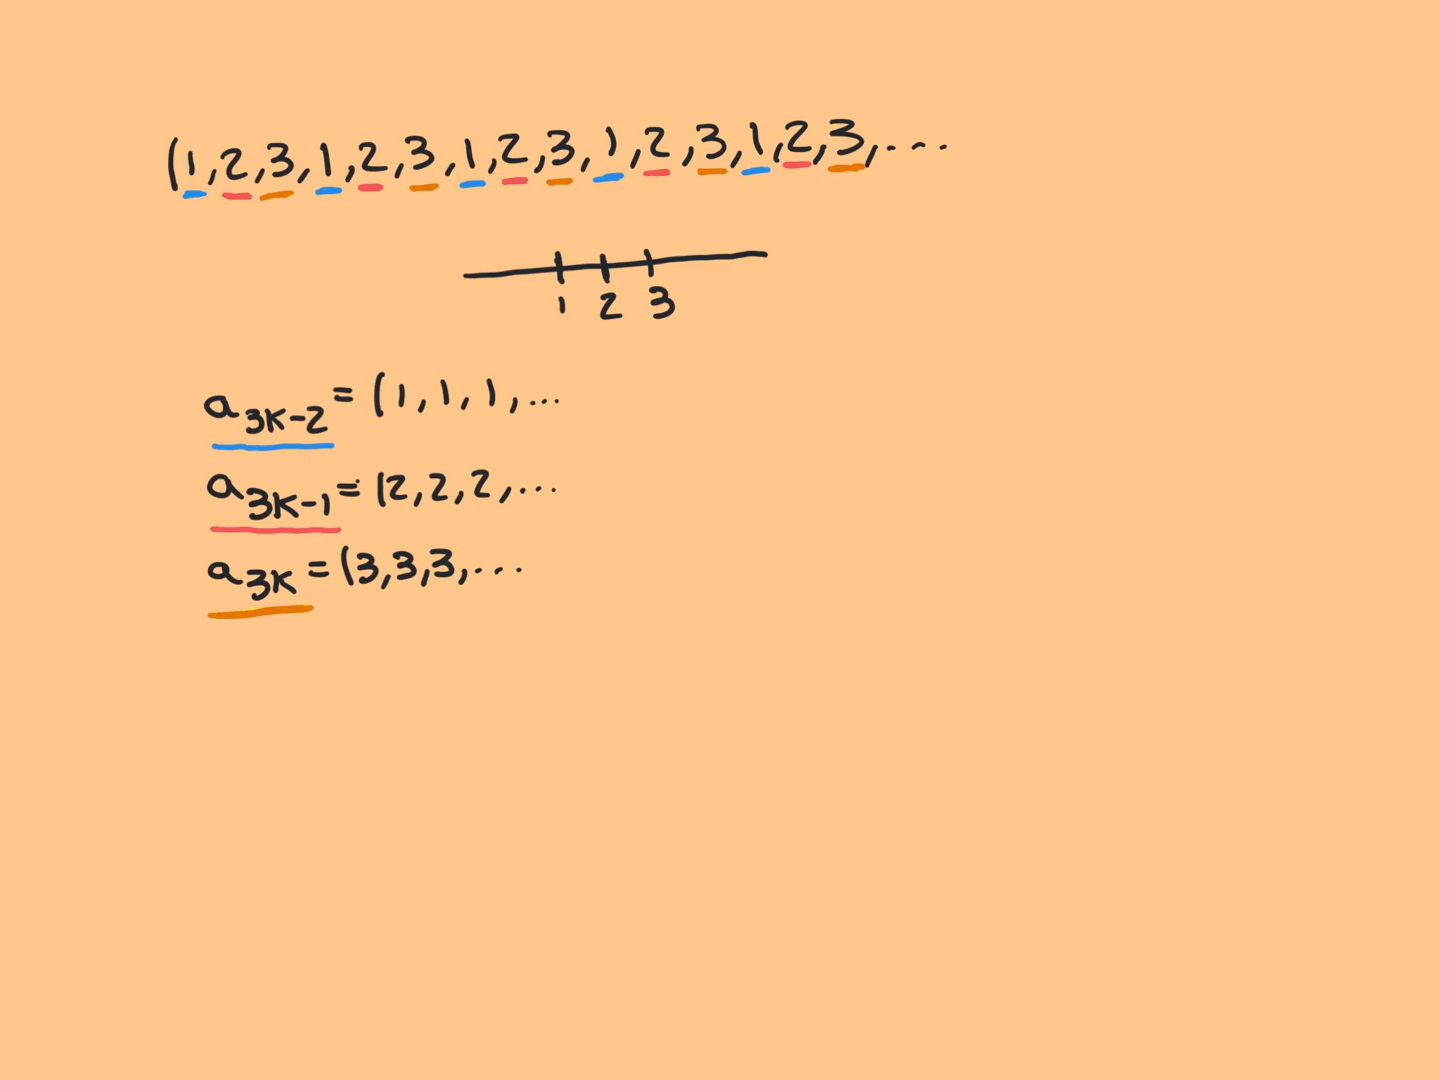 (1,2,3,1,2,3,1,2,3,1,2,3,1,2,3,....
1 2 3
a3k-2 = (1,1,1,...
a3k-1 = (2,2,2,...
a3k = (3,3,3,...